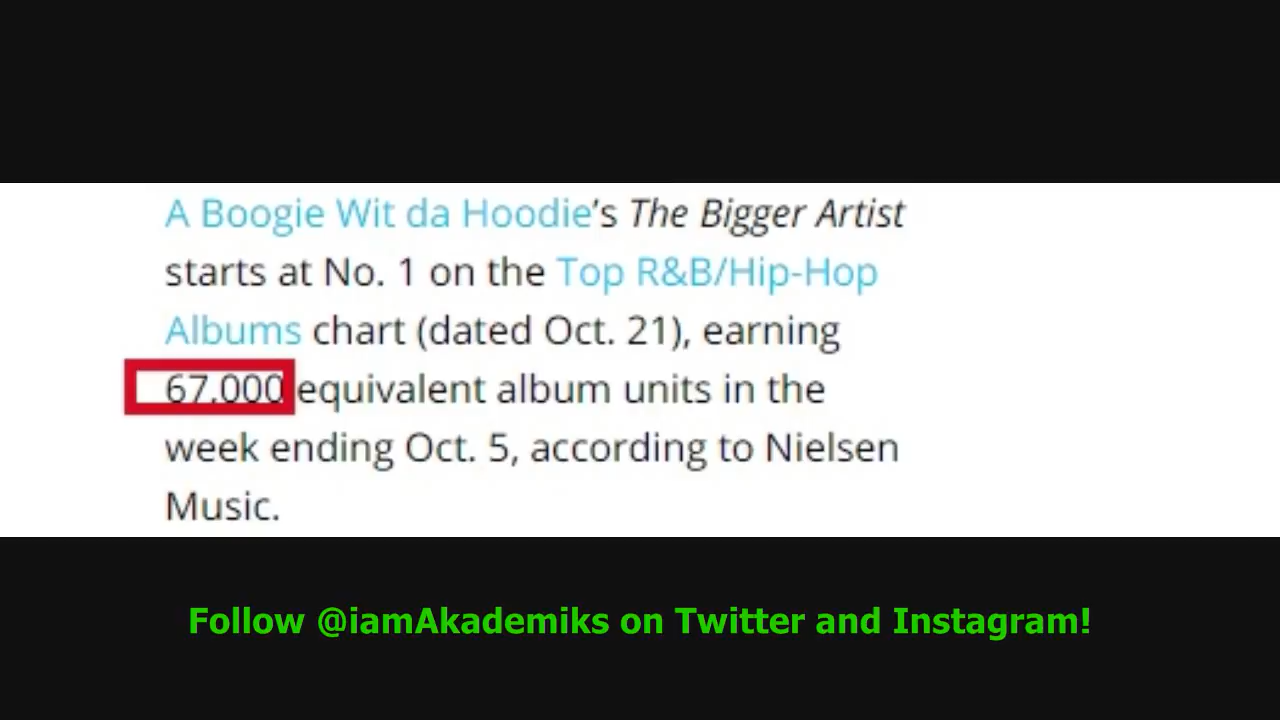 A Boogie Wit da Hoodie's The Bigger Artist
starts at No. 1 on the Top R&B/Hip-Hop
Albums chart (dated Oct. 21), earning
67,000 equivalent album units in the
week ending Oct. 5, according to Nielsen
Music.
Follow @iamAkademiks on Twitter and Instagram!